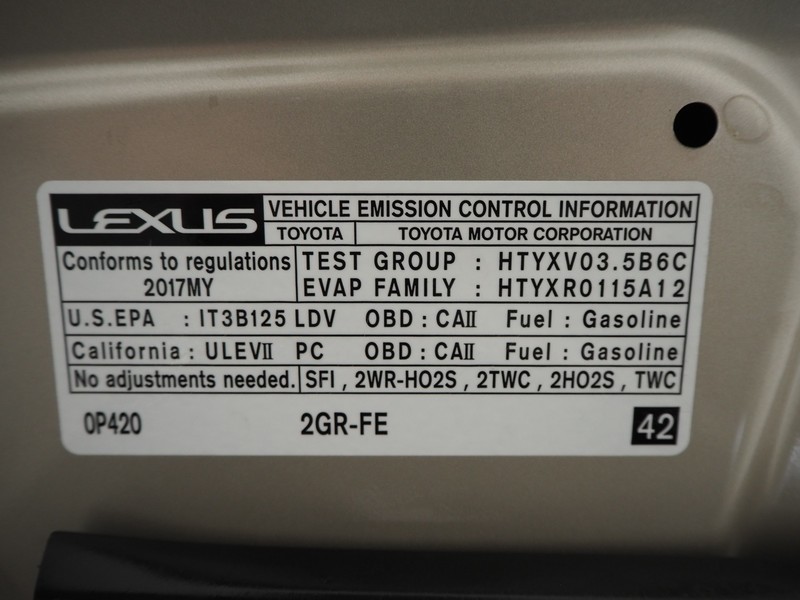 LEXUS VEHICLE EMISSION CONTROL INFORMATION
TOYOTA TOYOTA MOTOR CORPORATION
Conforms to regulations TEST GROUP : HTYXV03.5B6C
2017MY EVAP FAMILY : HTYXR0115A12
U.S.EPA : IT3B125 LDV OBD : CAII Fuel : Gasoline
California : ULEVII PC OBD : CAII Fuel : Gasoline
No adjustments needed. SFI , 2WR-HO2S , 2TWC , 2HO2S , TWC
0P420 2GR-FE 42